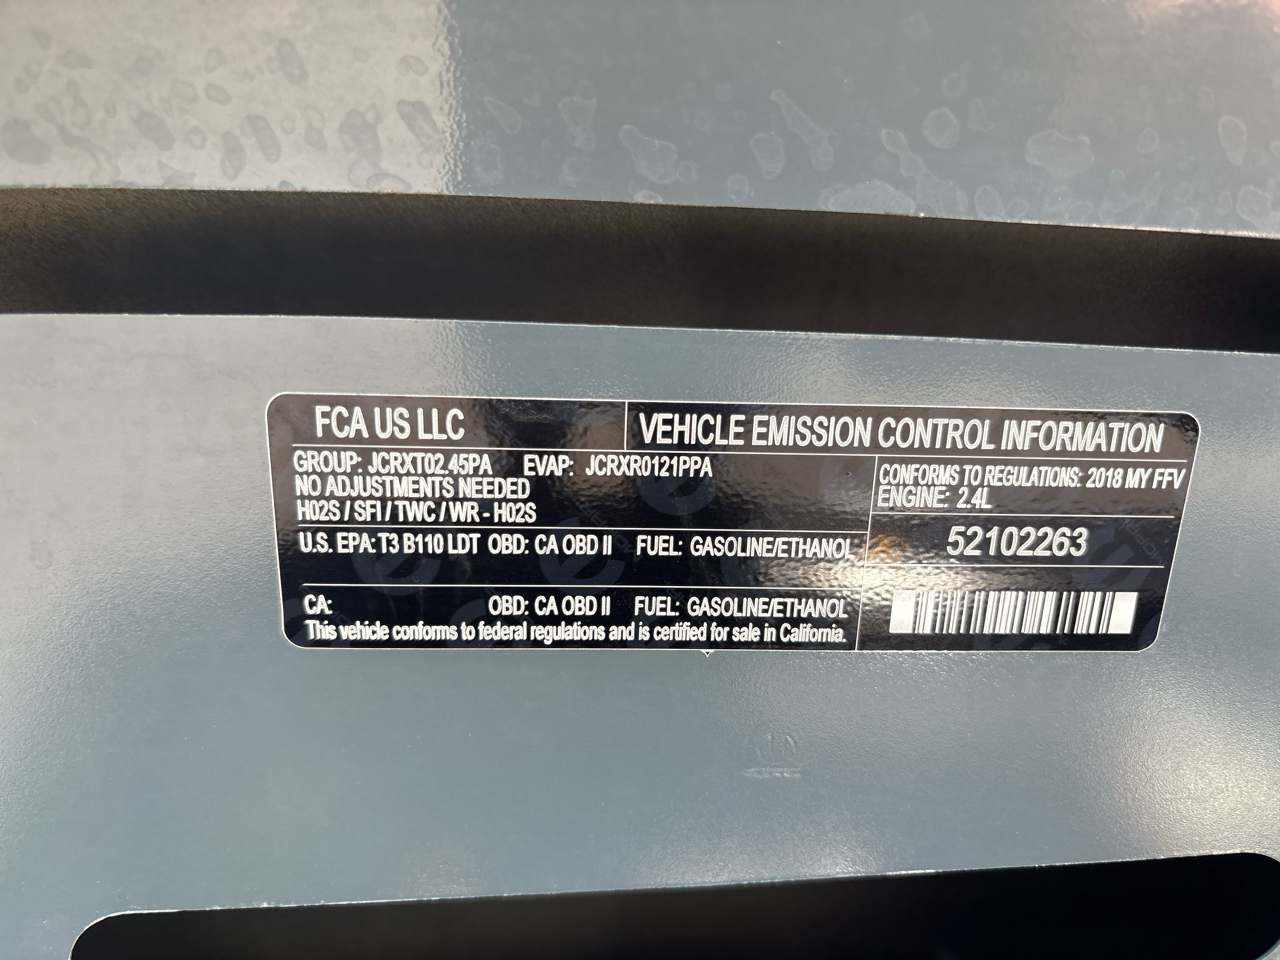 FCA US LLC
VEHICLE EMISSION CONTROL INFORMATION
GROUP: JCRXT02.45PA EVAP: JCRXR0121PPA
NO ADJUSTMENTS NEEDED
H02S / SFI / TWC / WR - H02S
CONFORMS TO REGULATIONS: 2018 MY FFV
ENGINE: 2.4L
U.S. EPA: T3 B110 LDT OBD: CA OBD II FUEL: GASOLINE/ETHANOL
52102263
CA: OBD: CA OBD II FUEL: GASOLINE/ETHANOL
This vehicle conforms to federal regulations and is certified for sale in California.